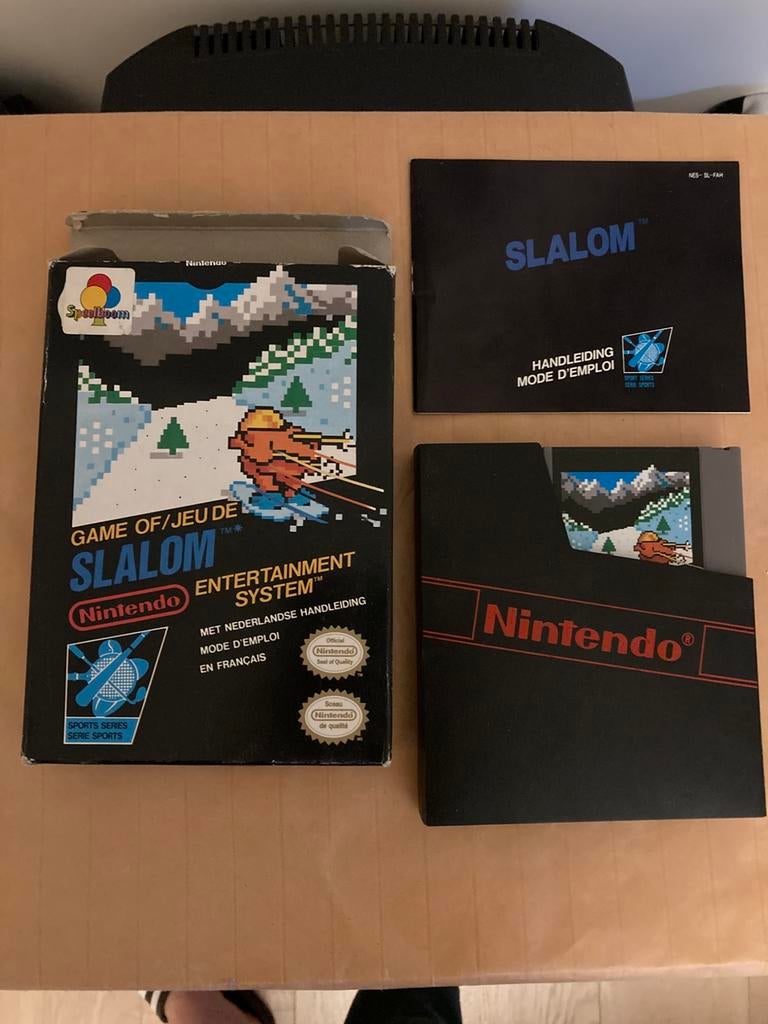 Nintendo
Speelboom
GAME OF/JEU DE
SLALOM™*
Nintendo
ENTERTAINMENT
SYSTEM™
MET NEDERLANDSE HANDLEIDING
MODE D'EMPLOI
EN FRANÇAIS
SPORTS SERIES
SERIE SPORTS
Official
Nintendo
Seal of Quality
TM
Sceau
Nintendo
de qualité
NES-SL-FAH
SLALOM™
HANDLEIDING
MODE D'EMPLOI
SPORT SERIES
SERIE SPORTS
Nintendo®